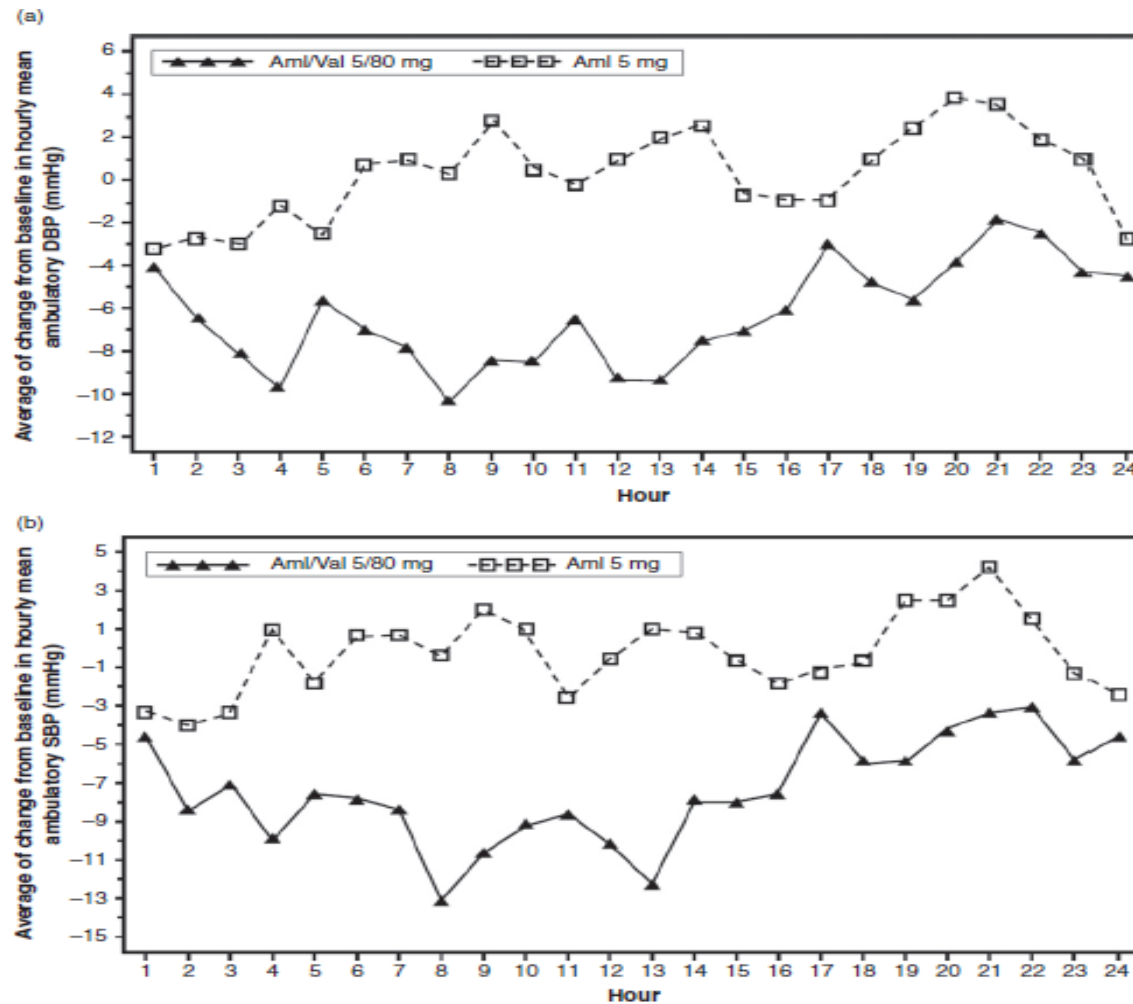 (a)
Average of change from baseline in hourly mean
ambulatory DBP (mmHg)
Aml/Val 5/80 mg
Aml 5 mg
6
4
2
0
−2
−4
−6
−8
−10
−12
1 2 3 4 5 6 7 8 9 10 11 12 13 14 15 16 17 18 19 20 21 22 23 24
Hour
(b)
Average of change from baseline in hourly mean
ambulatory SBP (mmHg)
Aml/Val 5/80 mg
Aml 5 mg
5
3
1
−1
−3
−5
−7
−9
−11
−13
−15
1 2 3 4 5 6 7 8 9 10 11 12 13 14 15 16 17 18 19 20 21 22 23 24
Hour